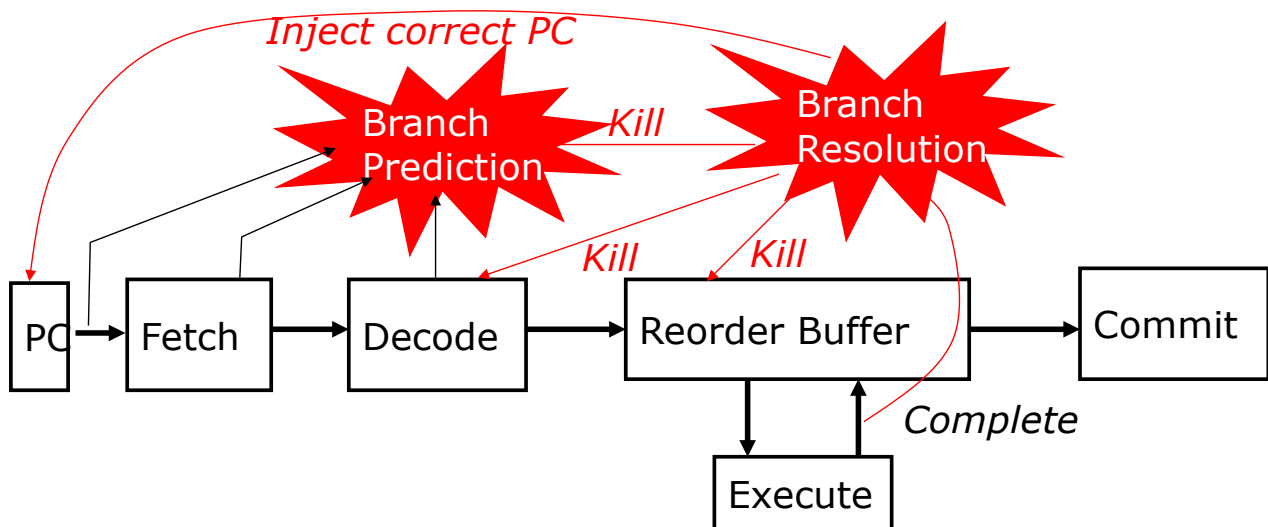 Inject correct PC
Branch
Prediction
Kill
Branch
Resolution
Kill
Kill
PC
Fetch
Decode
Reorder Buffer
Commit
Complete
Execute